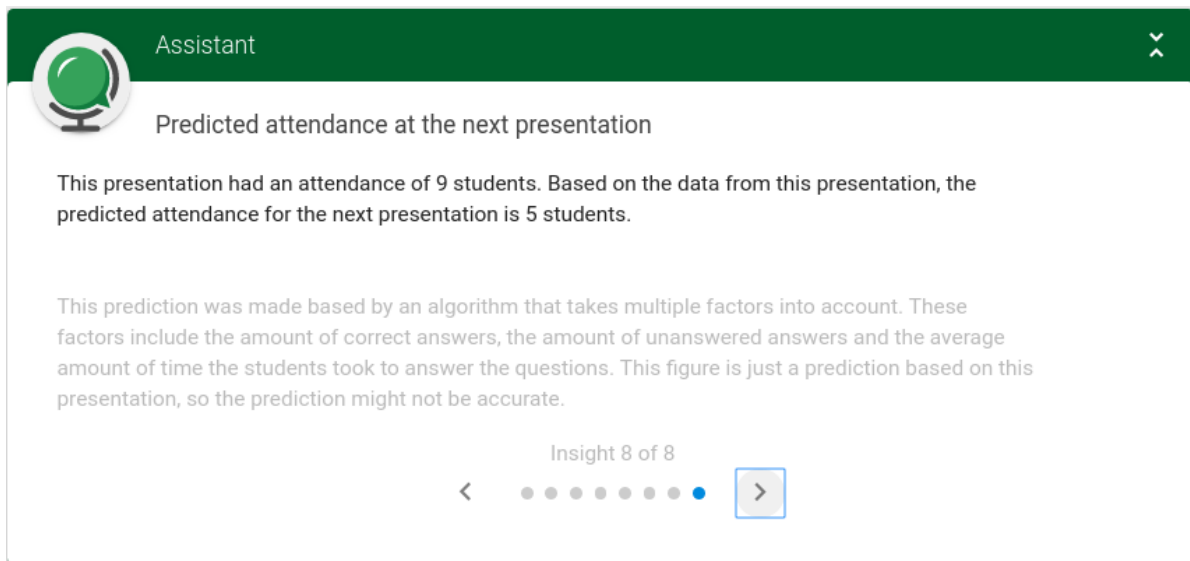 Assistant
Predicted attendance at the next presentation
This presentation had an attendance of 9 students. Based on the data from this presentation, the
predicted attendance for the next presentation is 5 students.
This prediction was made based by an algorithm that takes multiple factors into account. These
factors include the amount of correct answers, the amount of unanswered answers and the average
amount of time the students took to answer the questions. This figure is just a prediction based on this
presentation, so the prediction might not be accurate.
Insight 8 of 8